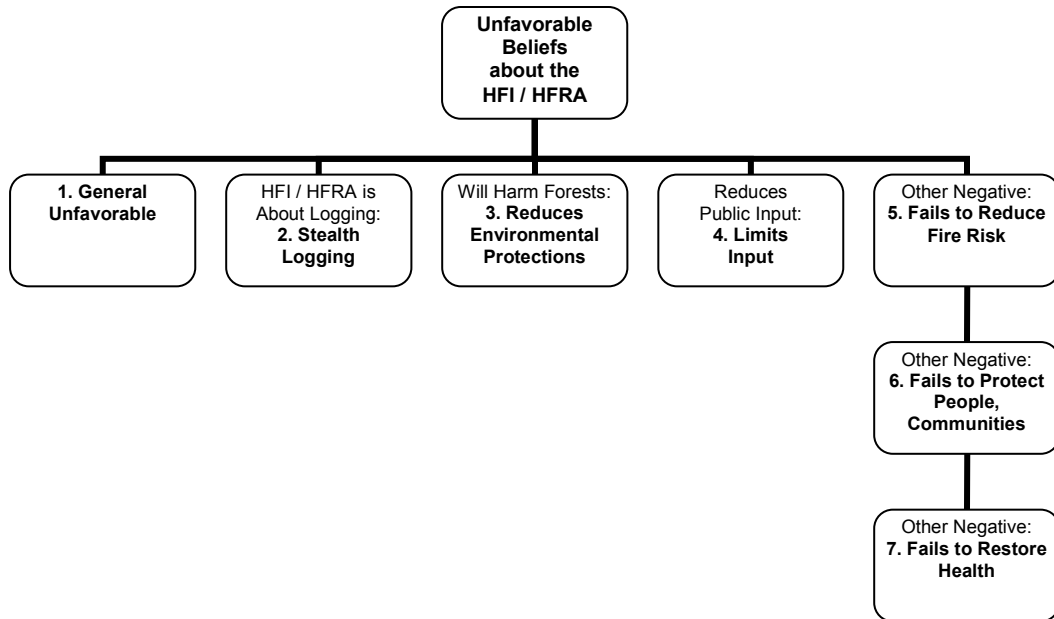 Unfavorable
Beliefs
about the
HFI / HFRA
1. General
Unfavorable
HFI / HFRA is
About Logging:
2. Stealth
Logging
Will Harm Forests:
3. Reduces
Environmental
Protections
Reduces
Public Input:
4. Limits
Input
Other Negative:
5. Fails to Reduce
Fire Risk
Other Negative:
6. Fails to Protect
People,
Communities
Other Negative:
7. Fails to Restore
Health